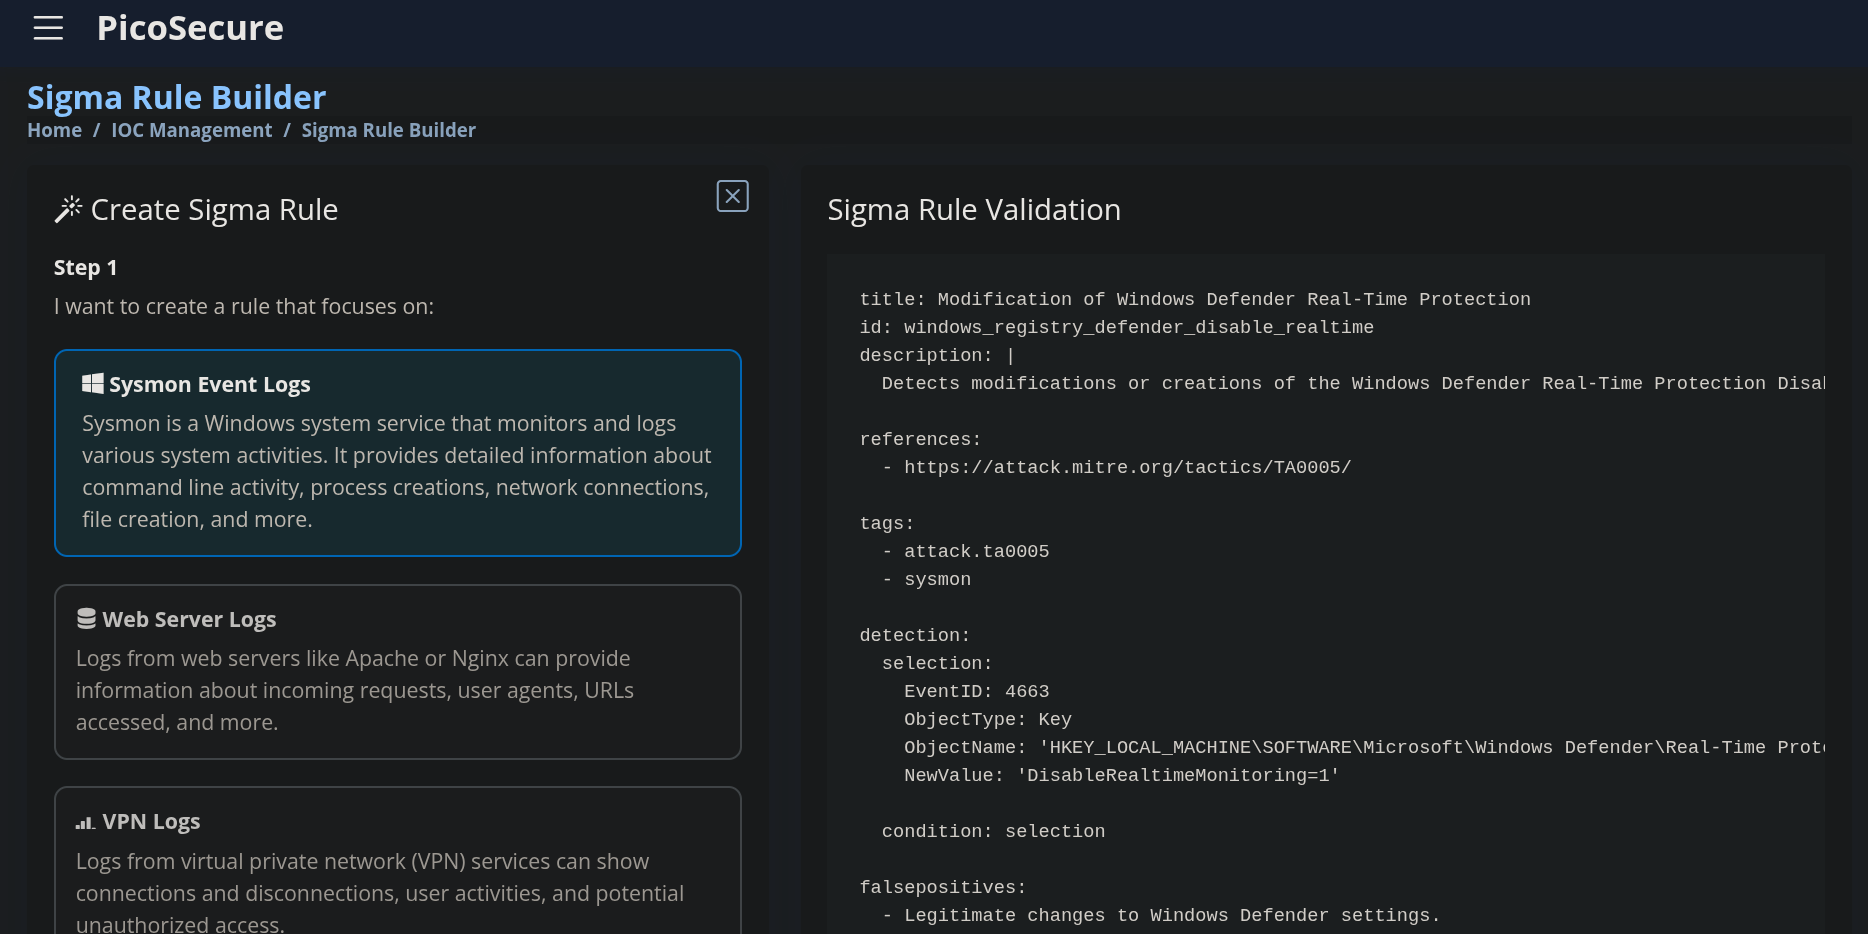 PicoSecure
Sigma Rule Builder
Home / IOC Management / Sigma Rule Builder
Create Sigma Rule
Step 1
I want to create a rule that focuses on:
Sysmon Event Logs
Sysmon is a Windows system service that monitors and logs
various system activities. It provides detailed information about
command line activity, process creations, network connections,
file creation, and more.
Web Server Logs
Logs from web servers like Apache or Nginx can provide
information about incoming requests, user agents, URLs
accessed, and more.
VPN Logs
Logs from virtual private network (VPN) services can show
connections and disconnections, user activities, and potential
unauthorized access.
Sigma Rule Validation
title: Modification of Windows Defender Real-Time Protection
id: windows_registry_defender_disable_realtime
description: |
Detects modifications or creations of the Windows Defender Real-Time Protection
references:
- https://attack.mitre.org/tactics/TA0005/
tags:
- attack.ta0005
- sysmon
detection:
selection:
EventID: 4663
ObjectType: Key
ObjectName: 'HKEY_LOCAL_MACHINE\SOFTWARE\Microsoft\Windows Defender\Real-Time
NewValue: 'DisableRealtimeMonitoring=1'
condition: selection
falsepositives:
- Legitimate changes to Windows Defender settings.